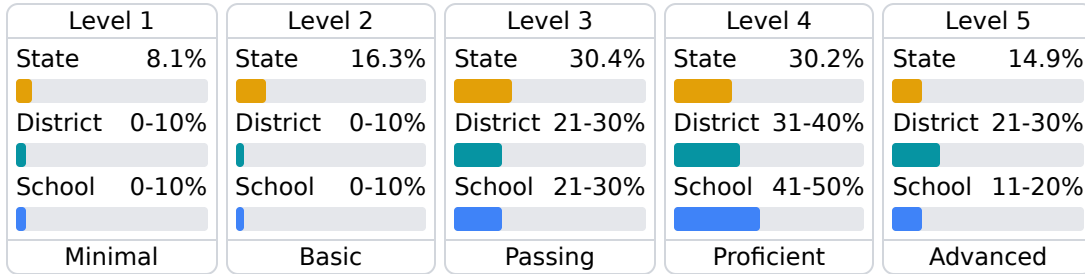 Level 1
State 8.1%
District 0-10%
School 0-10%
Minimal
Level 2
State 16.3%
District 0-10%
School 0-10%
Basic
Level 3
State 30.4%
District 21-30%
School 21-30%
Passing
Level 4
State 30.2%
District 31-40%
School 41-50%
Proficient
Level 5
State 14.9%
District 21-30%
School 11-20%
Advanced